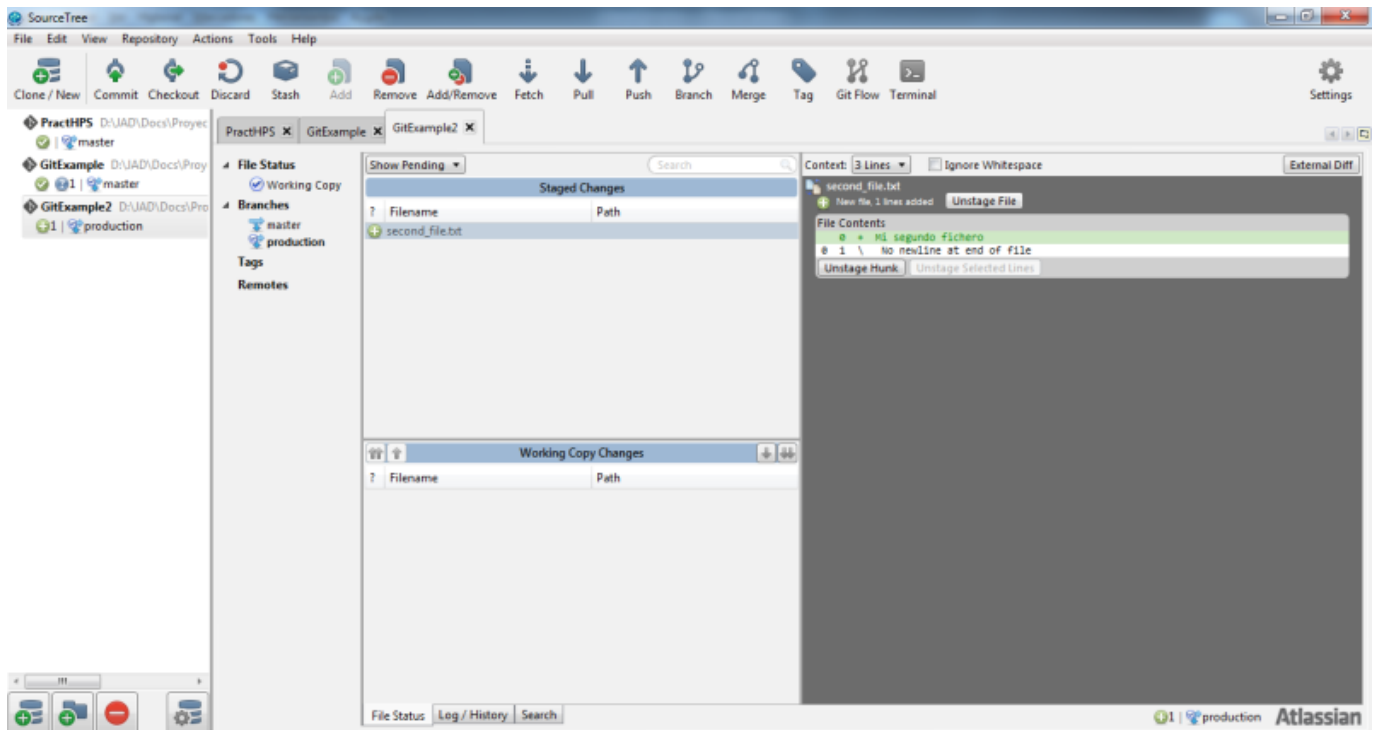 SourceTree
File Edit View Repository Actions Tools Help
Clone / New Commit Checkout Discard Stash Add Remove Add/Remove Fetch Pull Push Branch Merge Tag Git Flow Terminal Settings
PractHPS D:\JAD\Docs\Proyec
master
GitExample D:\JAD\Docs\Proy
1 | master
GitExample2 D:\JAD\Docs\Pro
1 | production
PractHPS GitExample GitExample2
File Status
Working Copy
Branches
master
production
Tags
Remotes
Show Pending Search
Staged Changes
? Filename Path
second_file.txt
Working Copy Changes
? Filename Path
Context: 3 Lines Ignore Whitespace External Diff
second_file.txt
New file, 1 lines added Unstage File
File Contents
0 + Mi segundo fichero
0 1 \ No newline at end of file
Unstage Hunk Unstage Selected Lines
File Status Log / History Search
1 | production Atlassian